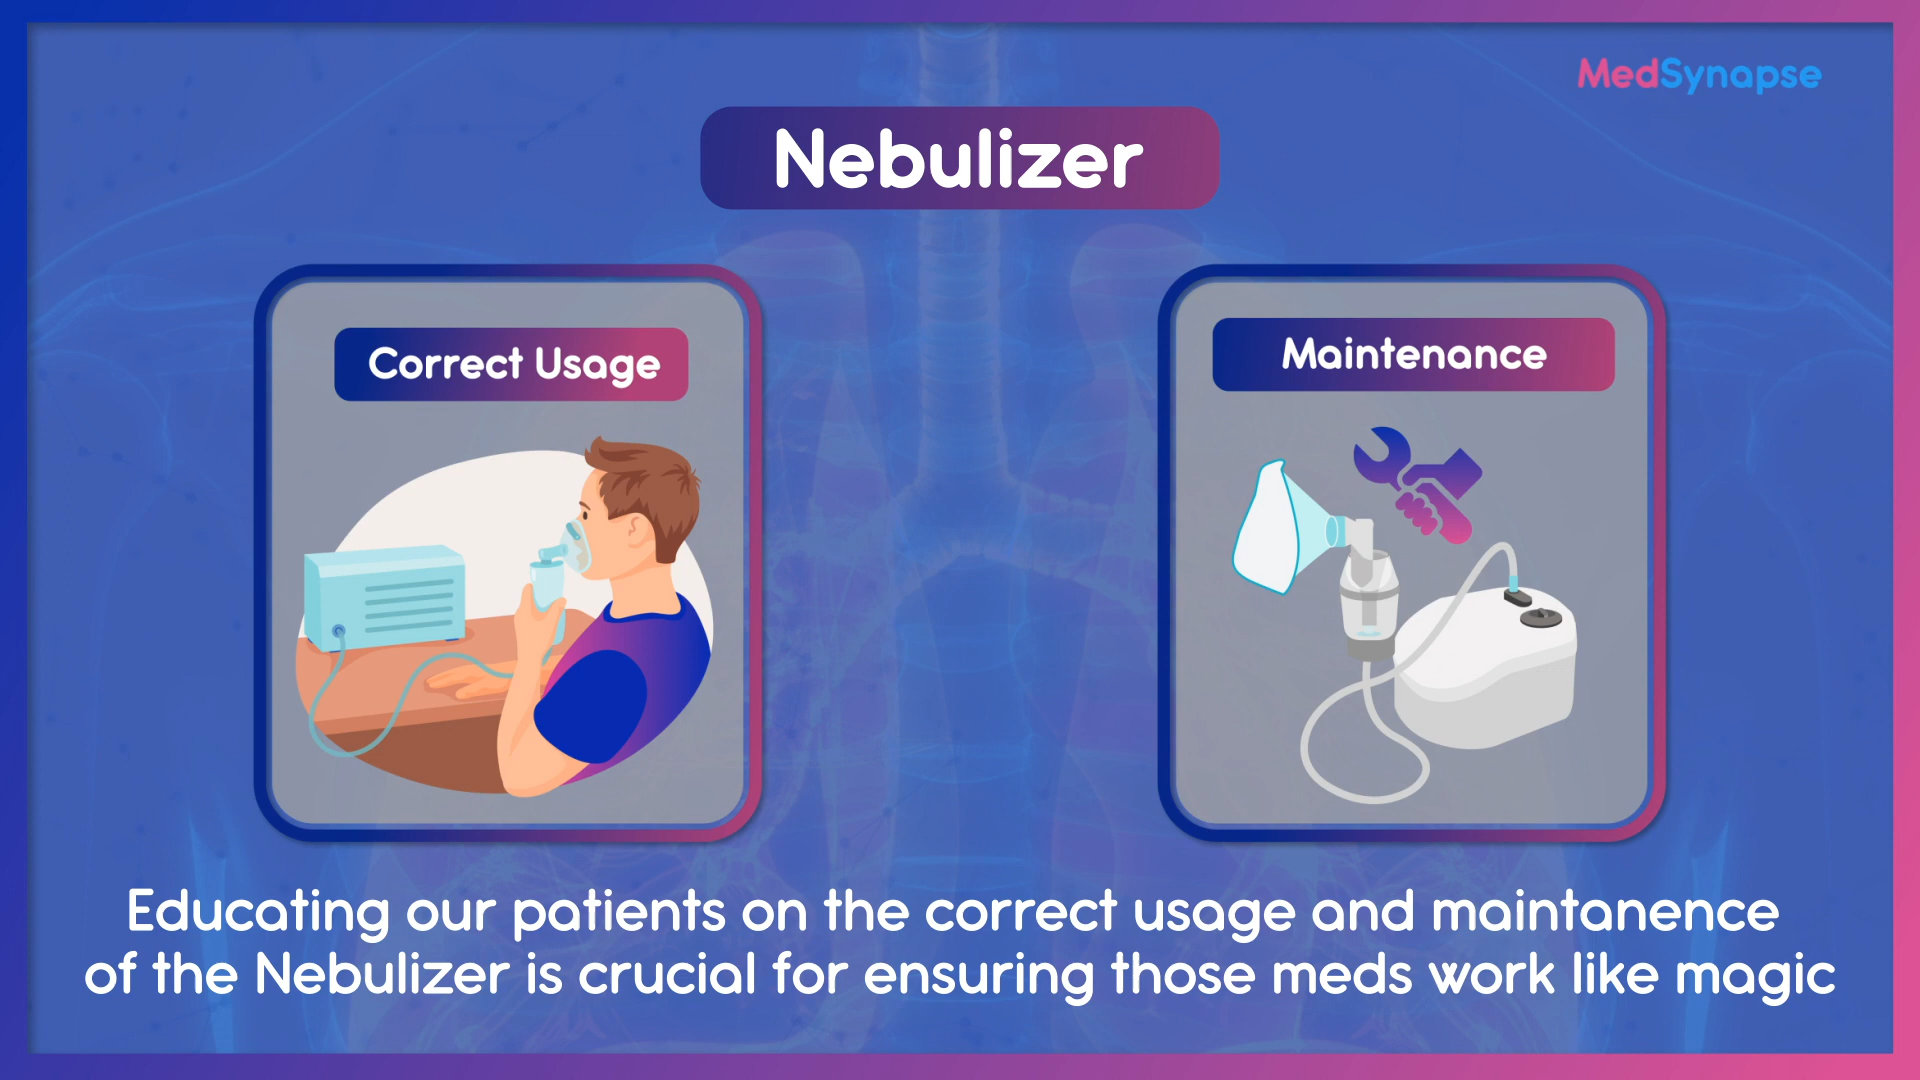 MedSynapse
Nebulizer
Correct Usage
Maintenance
Educating our patients on the correct usage and maintanence
of the Nebulizer is crucial for ensuring those meds work like magic